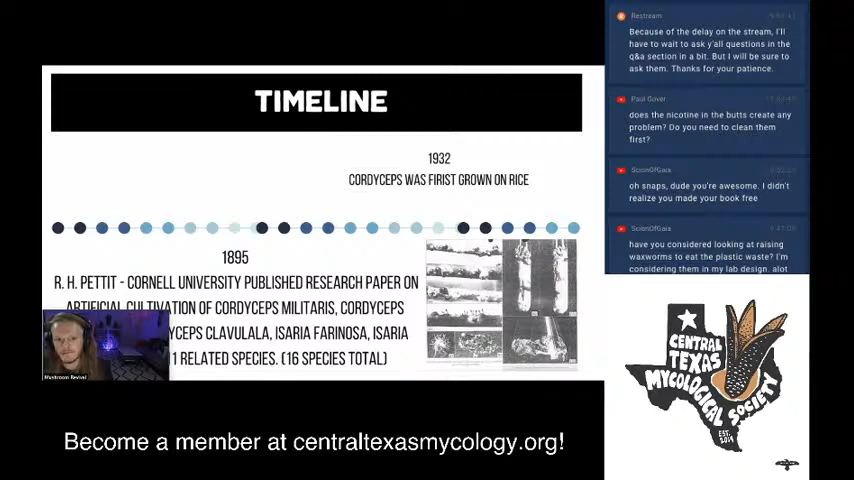 TIMELINE
1932
CORDYCEPS WAS FIRIST GROWN ON RICE
1895
R. H. PETTIT - CORNELL UNIVERSITY PUBLISHED RESEARCH PAPER ON
ARTIFICIAL CULTIVATION OF CORDYCEPS MILITARIS, CORDYCEPS
YCEPS CLAVULALA, ISARIA FARINOSA, ISARIA
1 RELATED SPECIES. (16 SPECIES TOTAL)
Mushroom Revival
Become a member at centraltexasmycology.org!
Restream
Because of the delay on the stream, I'll
have to wait to ask y'all questions in the
q&a section in a bit. But I will be sure to
ask them. Thanks for your patience.
Paul Gover
does the nicotine in the butts create any
problem? Do you need to clean them
first?
ScionOfGaia
oh snaps, dude you're awesome. I didn't
realize you made your book free
ScionOfGaia
have you considered looking at raising
waxworms to eat the plastic waste? I'm
considering them in my lab design. alot
CENTRAL
TEXAS
MYCOLOGICAL
SOCIETY
EST.
2019